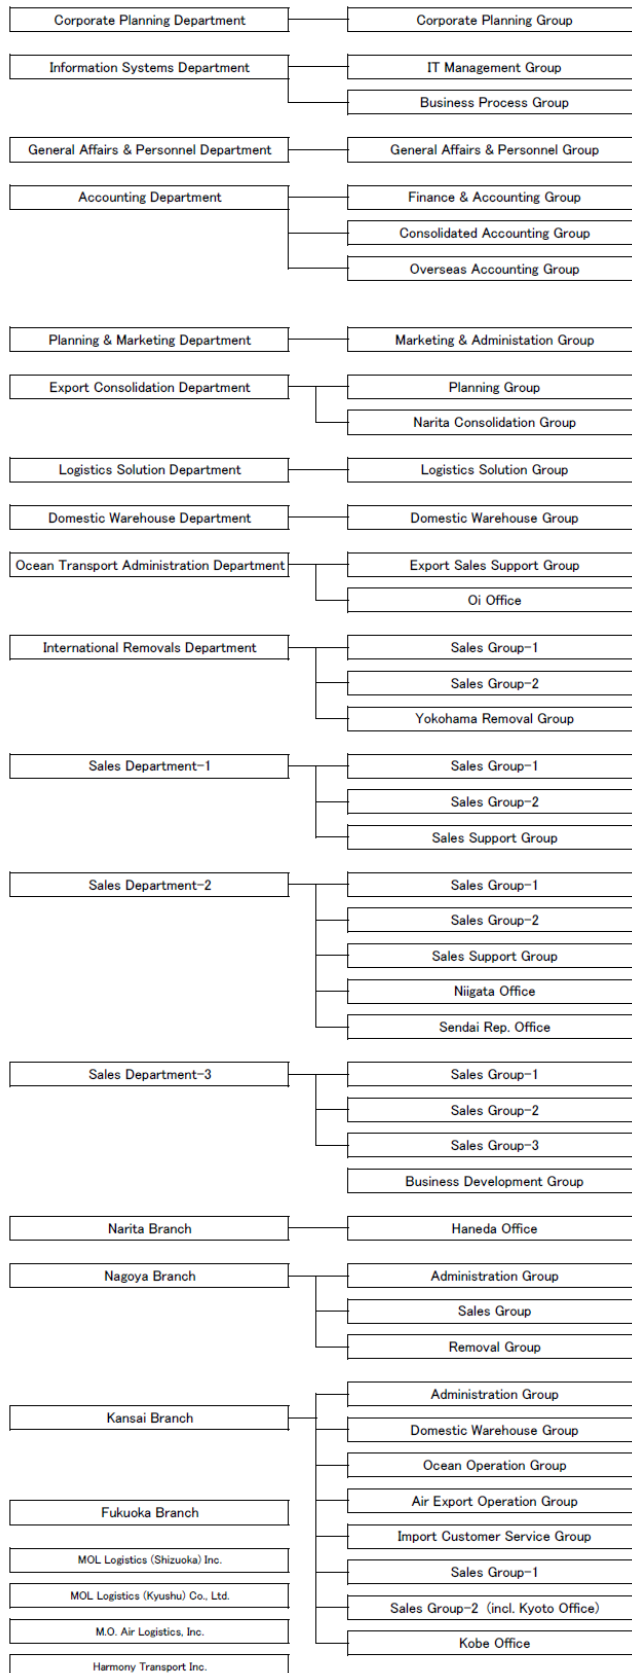 Corporate Planning Department
Corporate Planning Group
Information Systems Department
IT Management Group
Business Process Group
General Affairs & Personnel Department
General Affairs & Personnel Group
Accounting Department
Finance & Accounting Group
Consolidated Accounting Group
Overseas Accounting Group
Planning & Marketing Department
Marketing & Administation Group
Export Consolidation Department
Planning Group
Narita Consolidation Group
Logistics Solution Department
Logistics Solution Group
Domestic Warehouse Department
Domestic Warehouse Group
Ocean Transport Administration Department
Export Sales Support Group
Oi Office
International Removals Department
Sales Group-1
Sales Group-2
Yokohama Removal Group
Sales Department-1
Sales Group-1
Sales Group-2
Sales Support Group
Sales Department-2
Sales Group-1
Sales Group-2
Sales Support Group
Niigata Office
Sendai Rep. Office
Sales Department-3
Sales Group-1
Sales Group-2
Sales Group-3
Business Development Group
Narita Branch
Haneda Office
Nagoya Branch
Administration Group
Sales Group
Removal Group
Kansai Branch
Administration Group
Domestic Warehouse Group
Ocean Operation Group
Air Export Operation Group
Import Customer Service Group
Sales Group-1
Sales Group-2 (incl. Kyoto Office)
Kobe Office
Fukuoka Branch
MOL Logistics (Shizuoka) Inc.
MOL Logistics (Kyushu) Co., Ltd.
M.O. Air Logistics, Inc.
Harmony Transport Inc.